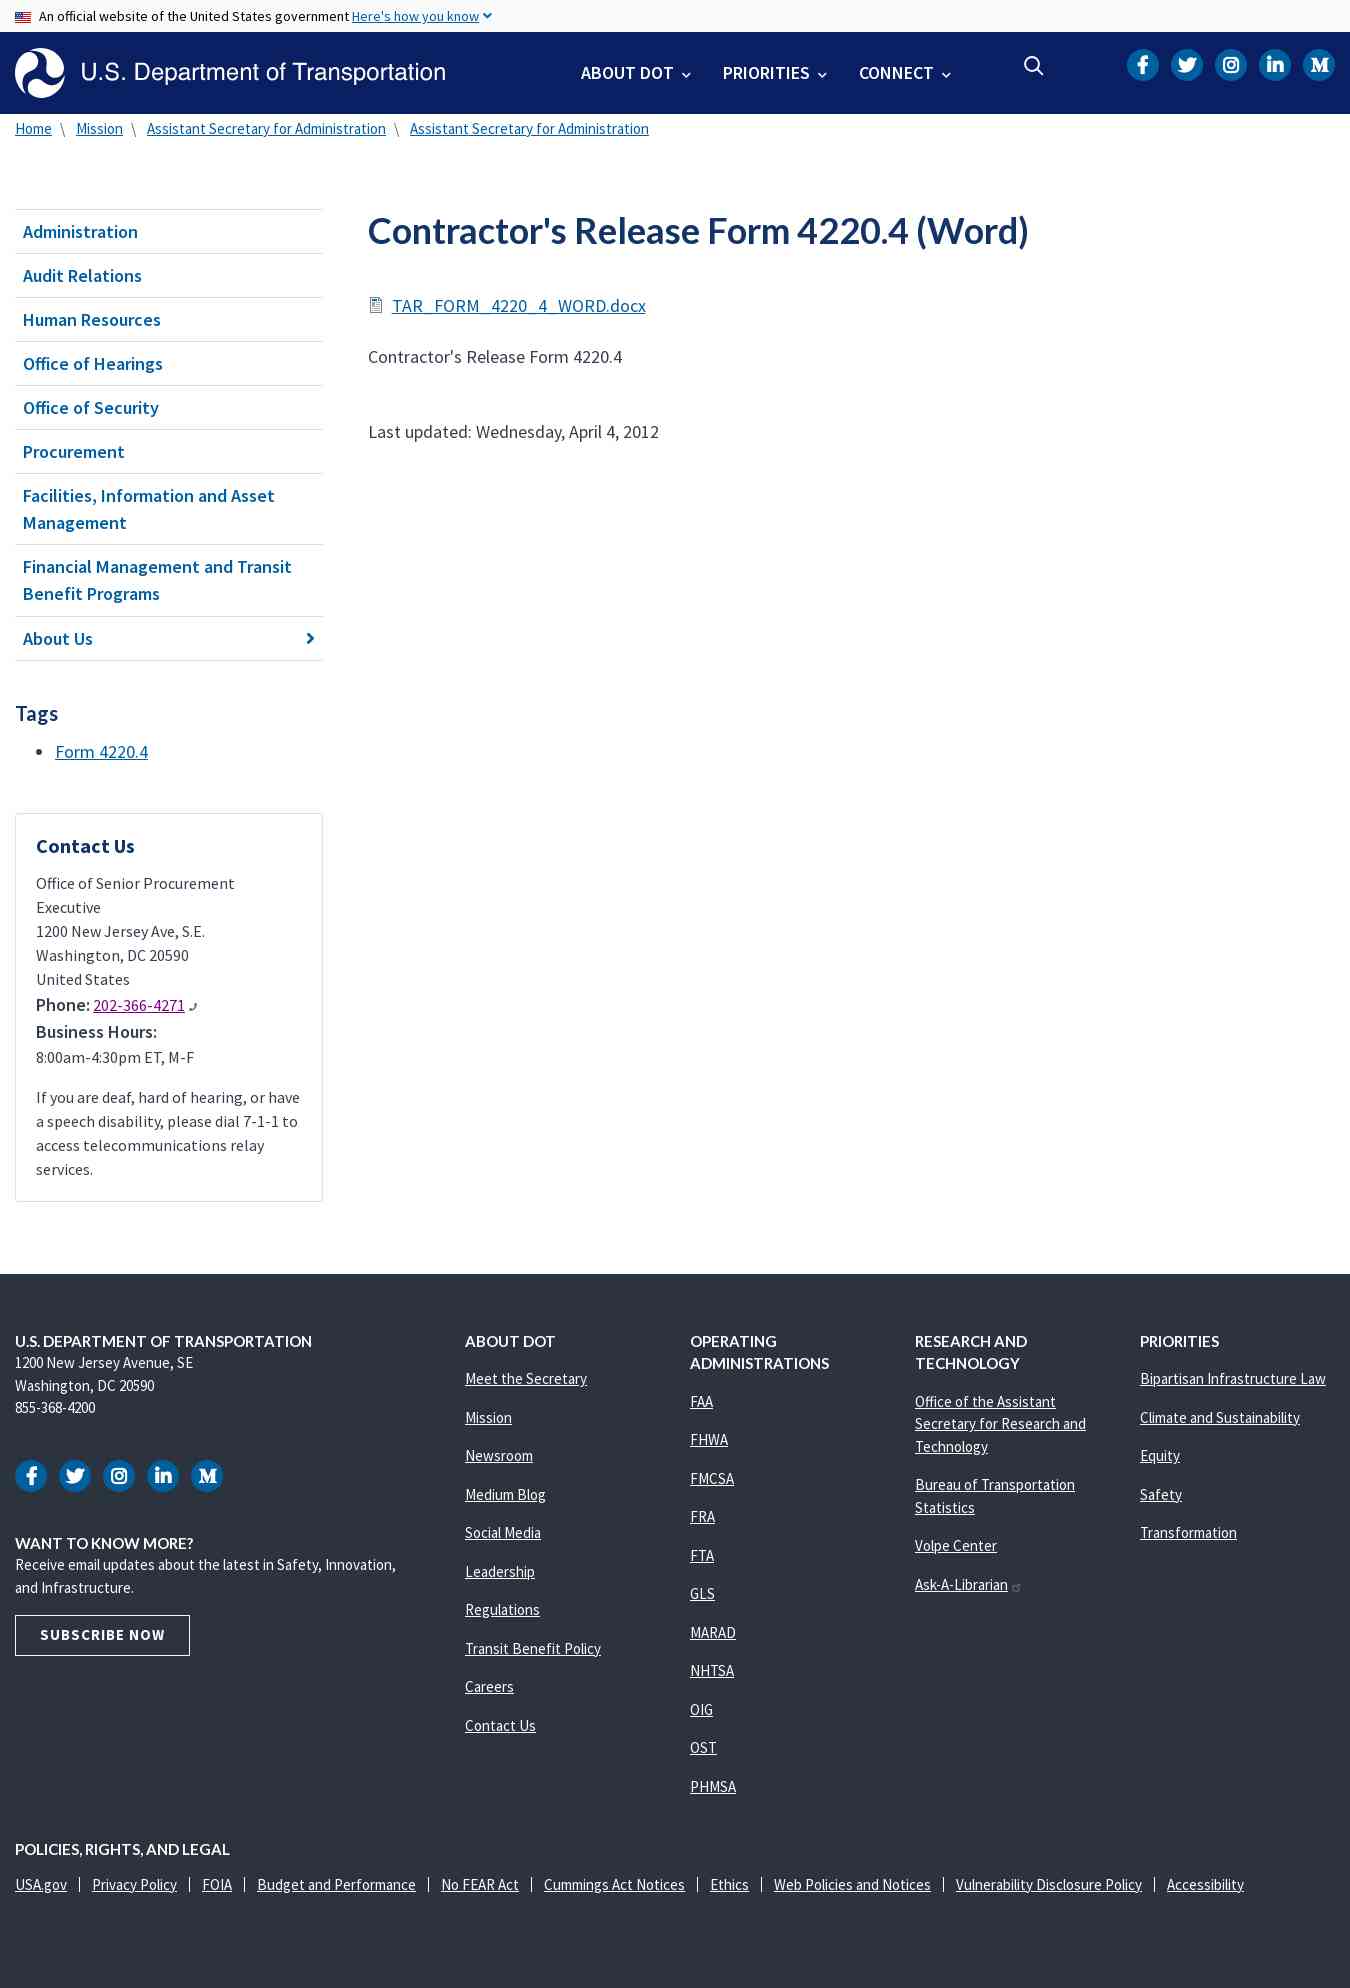 An official website of the United States government Here's how you know
U.S. Department of Transportation
ABOUT DOT
PRIORITIES
CONNECT
Home \ Mission \ Assistant Secretary for Administration \ Assistant Secretary for Administration
Administration
Audit Relations
Human Resources
Office of Hearings
Office of Security
Procurement
Facilities, Information and Asset
Management
Financial Management and Transit
Benefit Programs
About Us
Tags
Form 4220.4
Contact Us
Office of Senior Procurement
Executive
1200 New Jersey Ave, S.E.
Washington, DC 20590
United States
Phone: 202-366-4271
Business Hours:
8:00am-4:30pm ET, M-F
If you are deaf, hard of hearing, or have
a speech disability, please dial 7-1-1 to
access telecommunications relay
services.
Contractor's Release Form 4220.4 (Word)
TAR_FORM_4220_4_WORD.docx
Contractor's Release Form 4220.4
Last updated: Wednesday, April 4, 2012
U.S. DEPARTMENT OF TRANSPORTATION
1200 New Jersey Avenue, SE
Washington, DC 20590
855-368-4200
WANT TO KNOW MORE?
Receive email updates about the latest in Safety, Innovation,
and Infrastructure.
SUBSCRIBE NOW
ABOUT DOT
Meet the Secretary
Mission
Newsroom
Medium Blog
Social Media
Leadership
Regulations
Transit Benefit Policy
Careers
Contact Us
OPERATING
ADMINISTRATIONS
FAA
FHWA
FMCSA
FRA
FTA
GLS
MARAD
NHTSA
OIG
OST
PHMSA
RESEARCH AND
TECHNOLOGY
Office of the Assistant
Secretary for Research and
Technology
Bureau of Transportation
Statistics
Volpe Center
Ask-A-Librarian
PRIORITIES
Bipartisan Infrastructure Law
Climate and Sustainability
Equity
Safety
Transformation
POLICIES, RIGHTS, AND LEGAL
USA.gov | Privacy Policy | FOIA | Budget and Performance | No FEAR Act | Cummings Act Notices | Ethics | Web Policies and Notices | Vulnerability Disclosure Policy | Accessibility